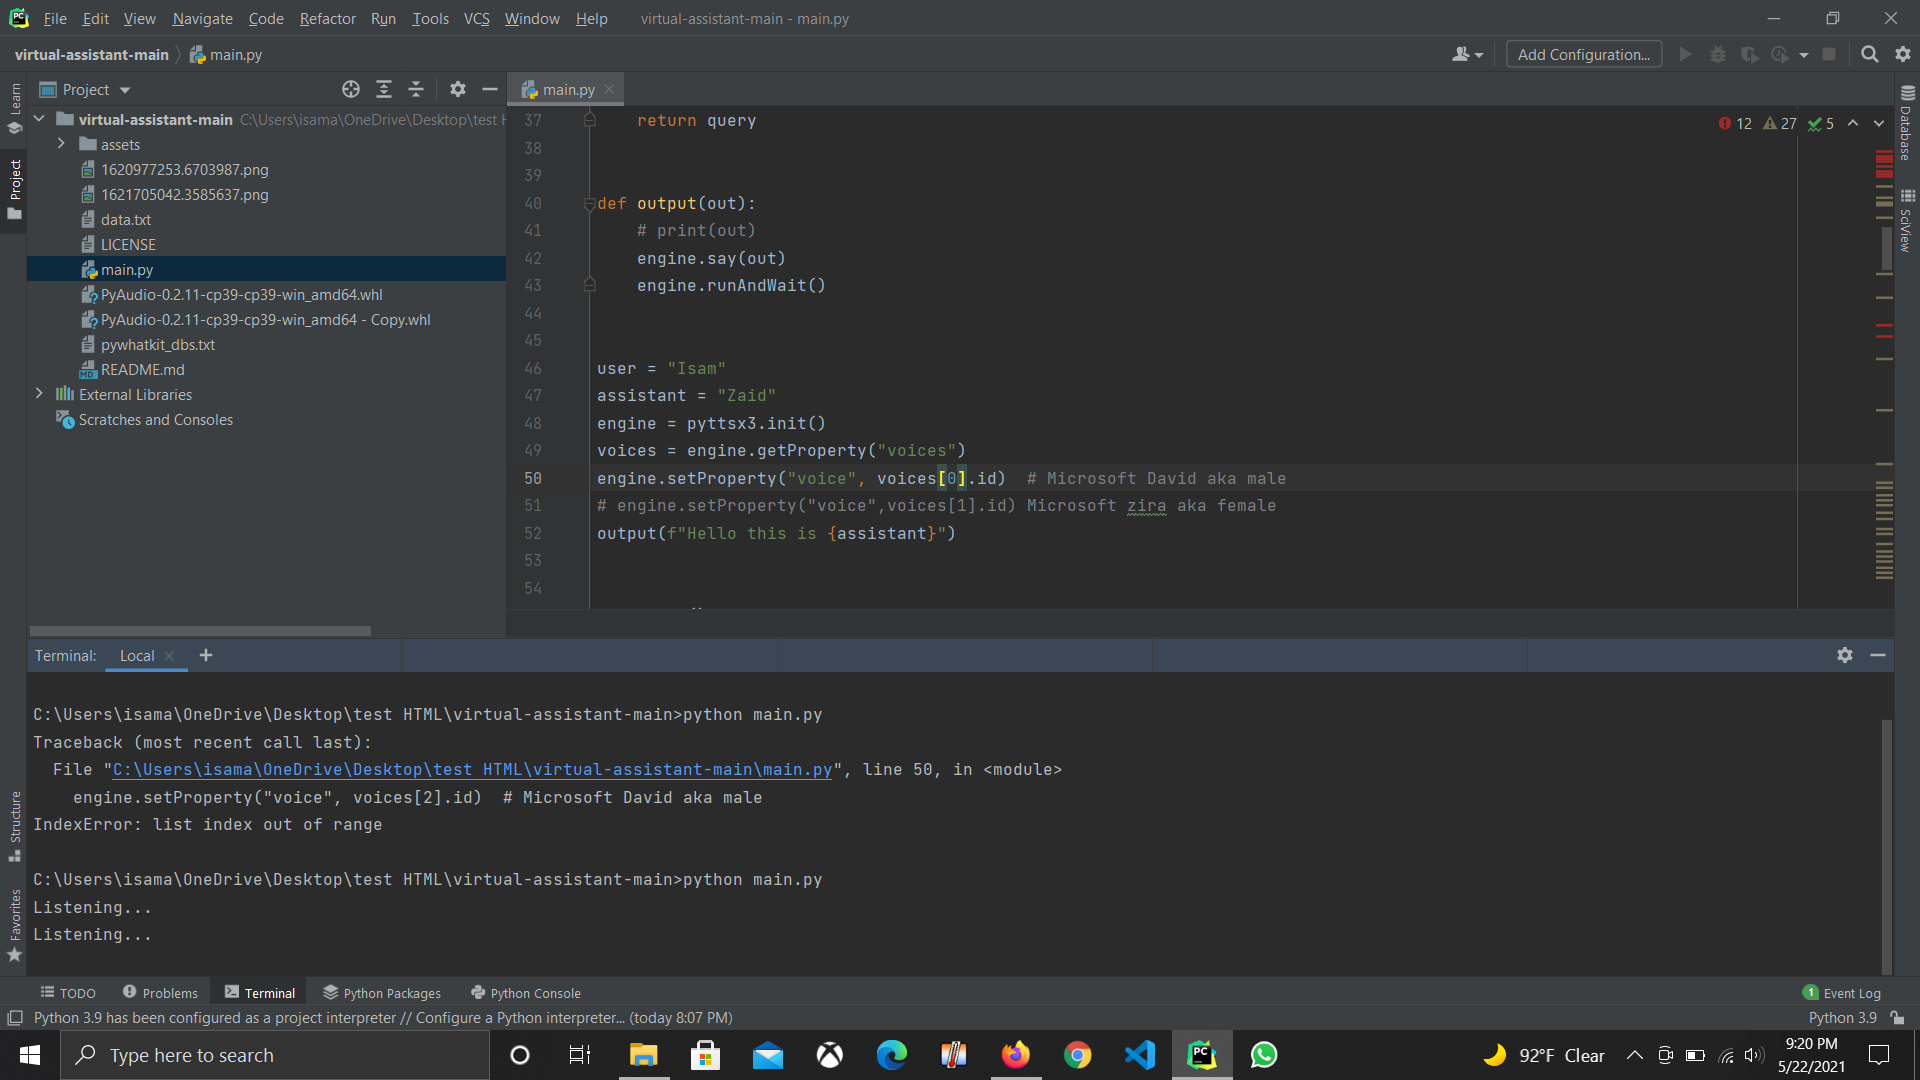 File Edit View Navigate Code Refactor Run Tools VCS Window Help virtual-assistant-main - main.py
virtual-assistant-main main.py Add Configuration...
Project
main.py
Learn
Project
Structure
Favorites
virtual-assistant-main C:\Users\isama\OneDrive\Desktop\test H
assets
1620977253.6703987.png
1621705042.3585637.png
data.txt
LICENSE
main.py
PyAudio-0.2.11-cp39-cp39-win_amd64.whl
PyAudio-0.2.11-cp39-cp39-win_amd64 - Copy.whl
pywhatkit_dbs.txt
README.md
External Libraries
Scratches and Consoles
12 27 5
Database
SciView
37 return query
38
39
40 def output(out):
41 # print(out)
42 engine.say(out)
43 engine.runAndWait()
44
45
46 user = "Isam"
47 assistant = "Zaid"
48 engine = pyttsx3.init()
49 voices = engine.getProperty("voices")
50 engine.setProperty("voice", voices[0].id) # Microsoft David aka male
51 # engine.setProperty("voice",voices[1].id) Microsoft zira aka female
52 output(f"Hello this is {assistant}")
53
54
Terminal: Local
C:\Users\isama\OneDrive\Desktop\test HTML\virtual-assistant-main>python main.py
Traceback (most recent call last):
File "C:\Users\isama\OneDrive\Desktop\test HTML\virtual-assistant-main\main.py", line 50, in <module>
engine.setProperty("voice", voices[2].id) # Microsoft David aka male
IndexError: list index out of range
C:\Users\isama\OneDrive\Desktop\test HTML\virtual-assistant-main>python main.py
Listening...
Listening...
TODO Problems Terminal Python Packages Python Console 1 Event Log
Python 3.9 has been configured as a project interpreter // Configure a Python interpreter... (today 8:07 PM) Python 3.9
Type here to search
PC
92°F Clear
9:20 PM
5/22/2021